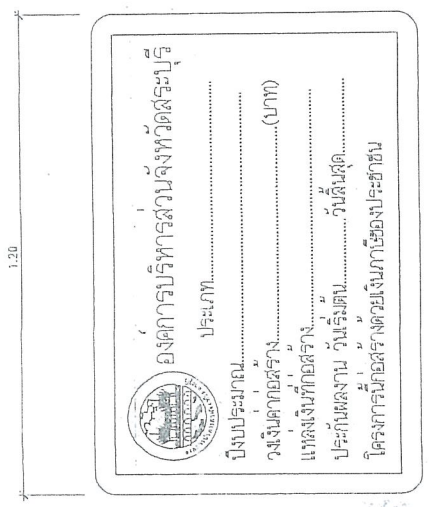 1.20
องค์การบริหารส่วนจังหวัดสระบุรี
ประเภท..............................
ปีงบประมาณ..............................
วงเงินค่าก่อสร้าง..............................(บาท)
แหล่งเงินที่ก่อสร้าง..............................
ประกันผลงาน วันเริ่มต้น.................วันสิ้นสุด.................
โครงการนี้ก่อสร้างด้วยเงินภาษีของประชาชน